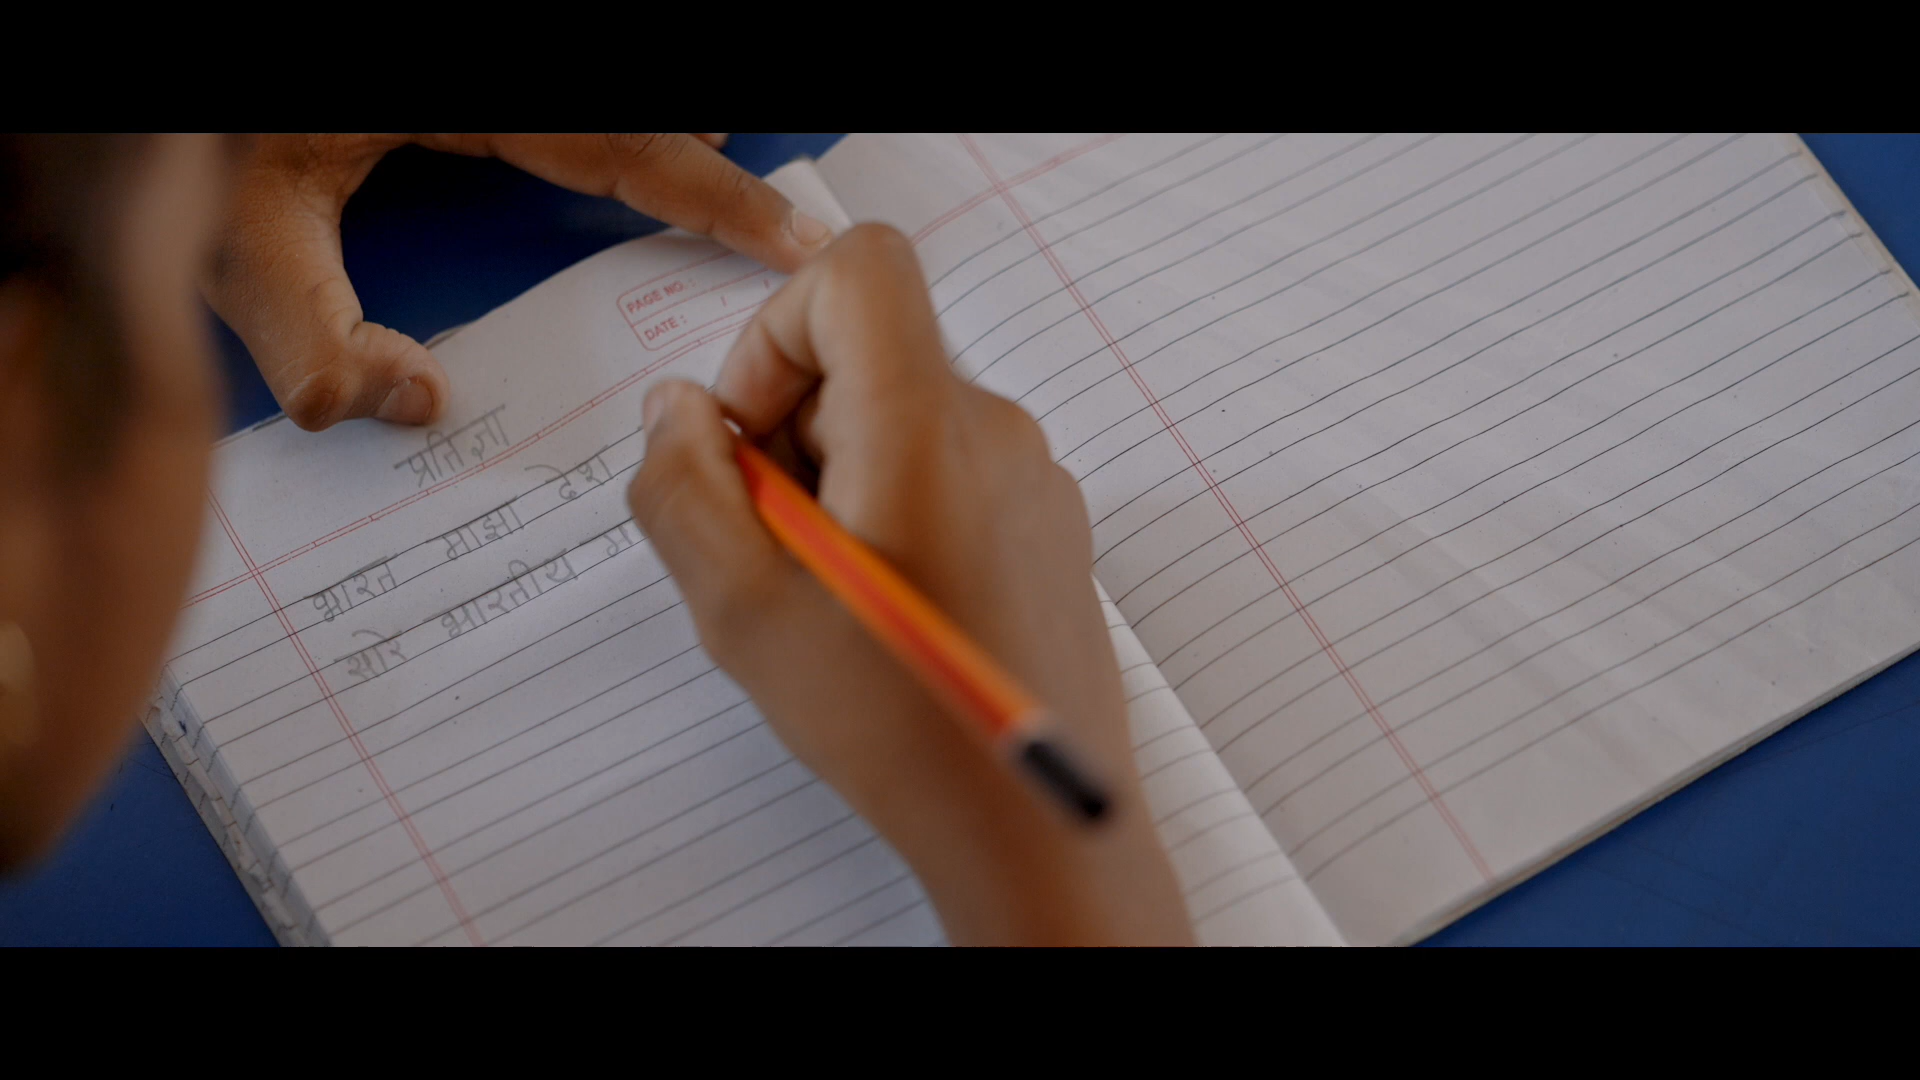 PAGE NO. :
DATE :
प्रतिज्ञा
भारत माझा देश
सारे भारतीय